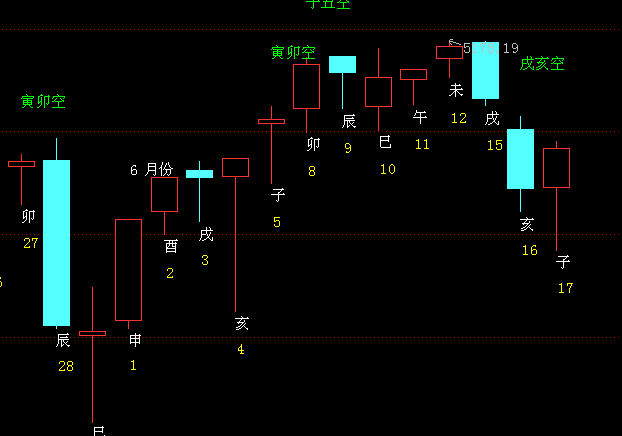 子丑空
寅卯空
5 19
戌亥空
寅卯空
6 月份
卯
27
辰
28
巳
申
1
酉
2
戌
3
亥
4
子
5
卯
8
辰
9
巳
10
午
11
未
12
戌
15
亥
16
子
17